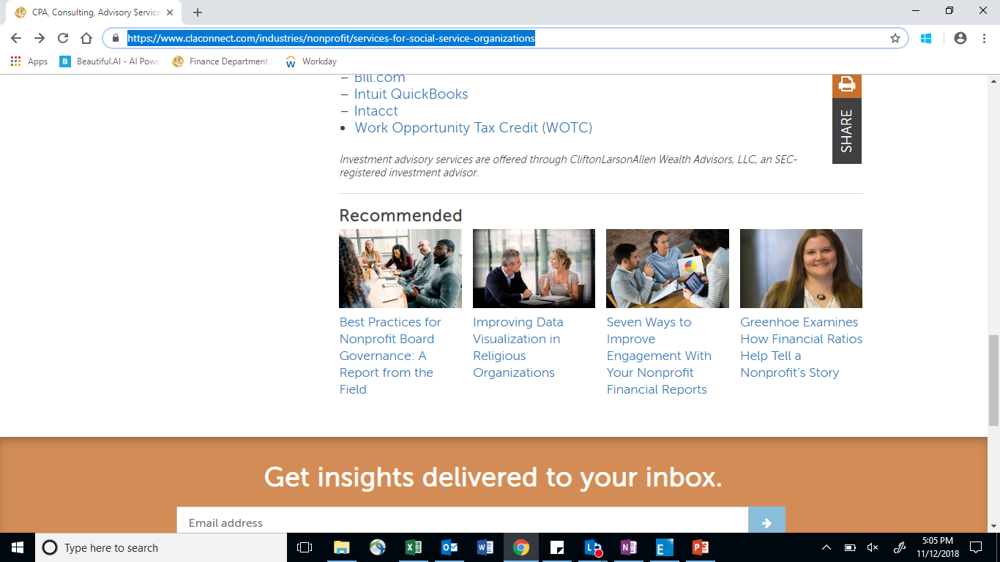 CPA, Consulting, Advisory Service
https://www.claconnect.com/industries/nonprofit/services-for-social-service-organizations
Apps
Beautiful.AI - AI Powe
Finance Department
Workday
– Bill.com
– Intuit QuickBooks
– Intacct
• Work Opportunity Tax Credit (WOTC)
SHARE
Investment advisory services are offered through CliftonLarsonAllen Wealth Advisors, LLC, an SEC-
registered investment advisor.
Recommended
Best Practices for
Nonprofit Board
Governance: A
Report from the
Field
Improving Data
Visualization in
Religious
Organizations
Seven Ways to
Improve
Engagement With
Your Nonprofit
Financial Reports
Greenhoe Examines
How Financial Ratios
Help Tell a
Nonprofit's Story
Get insights delivered to your inbox.
Email address
Type here to search
5:05 PM
11/12/2018